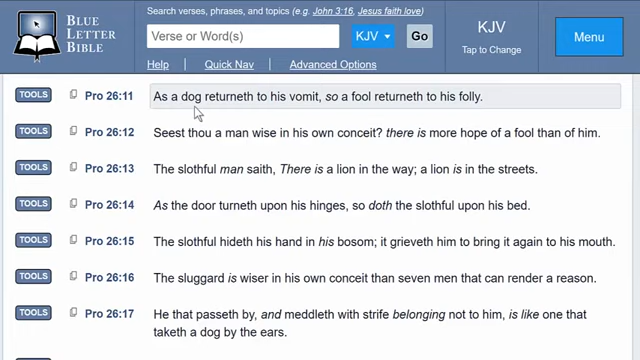 BLUE
LETTER
BIBLE
Search verses, phrases, and topics (e.g. John 3:16, Jesus faith love)
Verse or Word(s)
KJV
Go
Help
Quick Nav
Advanced Options
KJV
Tap to Change
Menu
TOOLS Pro 26:11 As a dog returneth to his vomit, so a fool returneth to his folly.
TOOLS Pro 26:12 Seest thou a man wise in his own conceit? there is more hope of a fool than of him.
TOOLS Pro 26:13 The slothful man saith, There is a lion in the way; a lion is in the streets.
TOOLS Pro 26:14 As the door turneth upon his hinges, so doth the slothful upon his bed.
TOOLS Pro 26:15 The slothful hideth his hand in his bosom; it grieveth him to bring it again to his mouth.
TOOLS Pro 26:16 The sluggard is wiser in his own conceit than seven men that can render a reason.
TOOLS Pro 26:17 He that passeth by, and meddleth with strife belonging not to him, is like one that
taketh a dog by the ears.